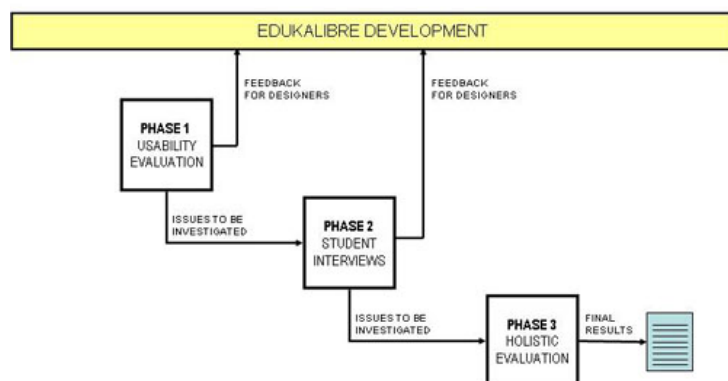 EDUKALIBRE DEVELOPMENT
FEEDBACK
FOR DESIGNERS
FEEDBACK
FOR DESIGNERS
PHASE 1
USABILITY
EVALUATION
ISSUES TO BE
INVESTIGATED
PHASE 2
STUDENT
INTERVIEWS
ISSUES TO BE
INVESTIGATED
PHASE 3
HOLISTIC
EVALUATION
FINAL
RESULTS